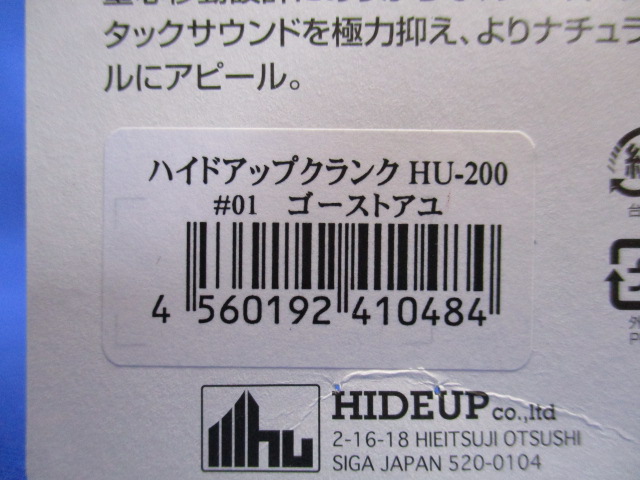 タックサウンドを極力抑え、よりナチュラ
ルにアピール。
ハイドアップクランク HU-200
#01 ゴーストアユ
4 560192 410484
hu
HIDEUP co.,ltd
2-16-18 HIEITSUJI OTSUSHI
SIGA JAPAN 520-0104